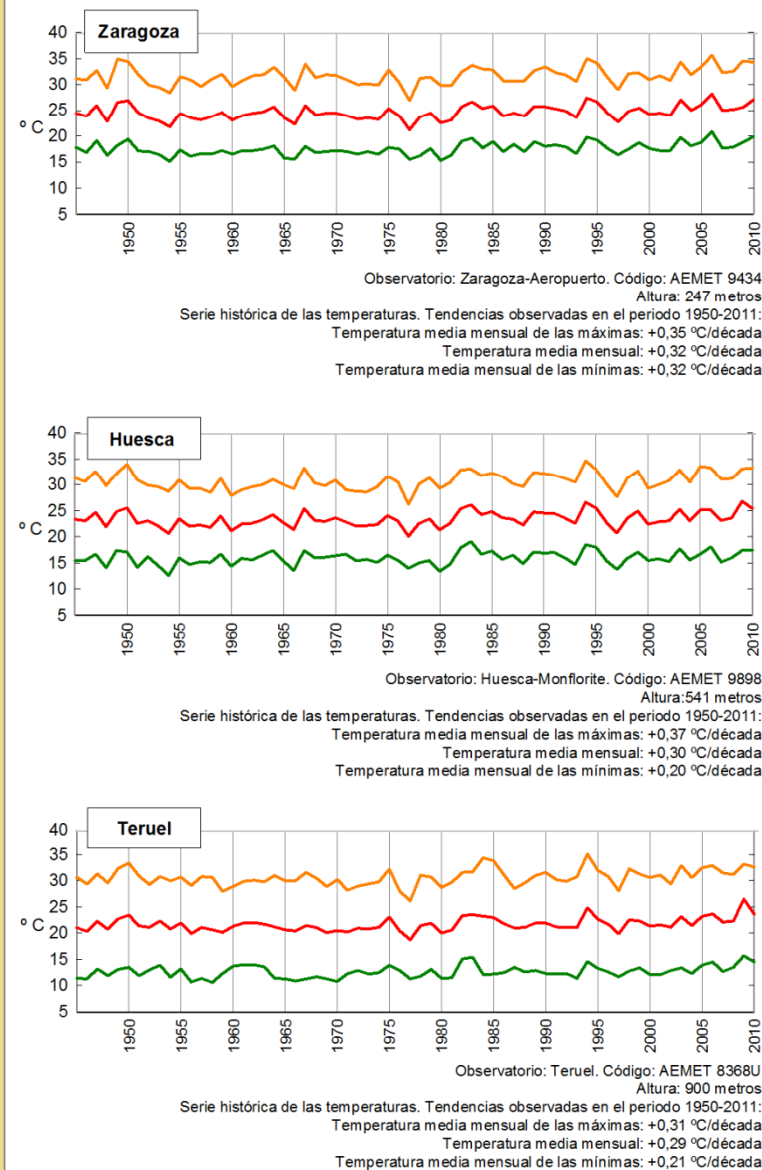 Zaragoza
40
35
30
25
º C
20
15
10
5
1950
1955
1960
1965
1970
1975
1980
1985
1990
1995
2000
2005
2010
Observatorio: Zaragoza-Aeropuerto. Código: AEMET 9434
Altura: 247 metros
Serie histórica de las temperaturas. Tendencias observadas en el periodo 1950-2011:
Temperatura media mensual de las máximas: +0,35 ºC/década
Temperatura media mensual: +0,32 ºC/década
Temperatura media mensual de las mínimas: +0,32 ºC/década
Huesca
40
35
30
25
º C
20
15
10
5
1950
1955
1960
1965
1970
1975
1980
1985
1990
1995
2000
2005
2010
Observatorio: Huesca-Monflorite. Código: AEMET 9898
Altura:541 metros
Serie histórica de las temperaturas. Tendencias observadas en el periodo 1950-2011:
Temperatura media mensual de las máximas: +0,37 ºC/década
Temperatura media mensual: +0,30 ºC/década
Temperatura media mensual de las mínimas: +0,20 ºC/década
Teruel
40
35
30
25
º C
20
15
10
5
1950
1955
1960
1965
1970
1975
1980
1985
1990
1995
2000
2005
2010
Observatorio: Teruel. Código: AEMET 8368U
Altura: 900 metros
Serie histórica de las temperaturas. Tendencias observadas en el periodo 1950-2011:
Temperatura media mensual de las máximas: +0,31 ºC/década
Temperatura media mensual: +0,29 ºC/década
Temperatura media mensual de las mínimas: +0,21 ºC/década